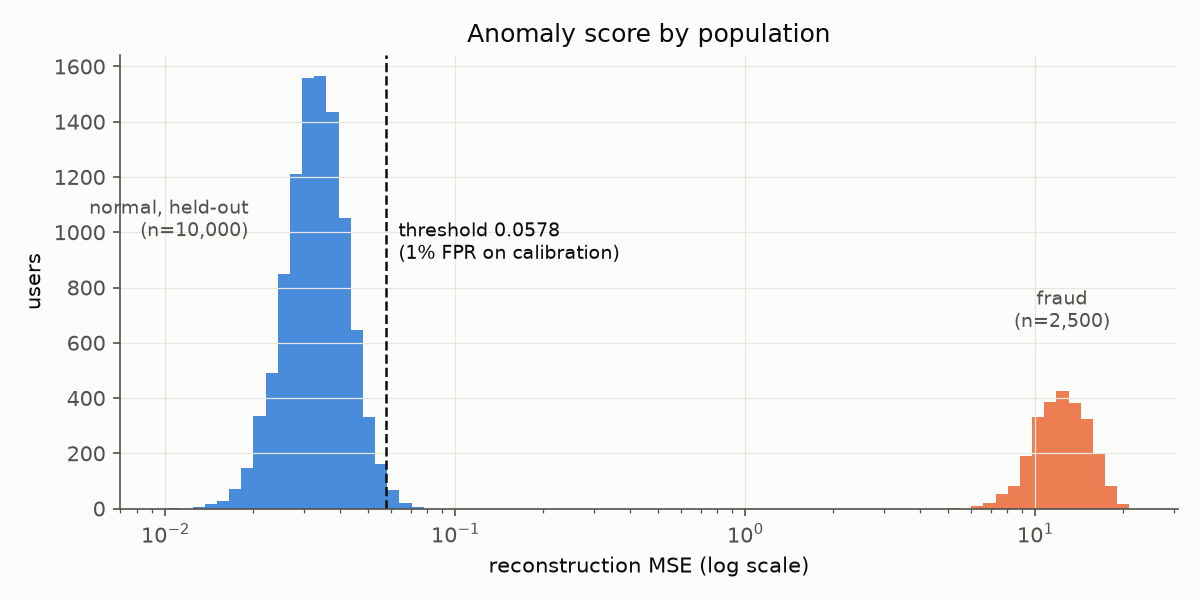 Anomaly score by population
1600
1400
1200
1000
800
600
400
200
0
users
normal, held-out
(n=10,000)
threshold 0.0578
(1% FPR on calibration)
fraud
(n=2,500)
10⁻²
10⁻¹
10⁰
10¹
reconstruction MSE (log scale)